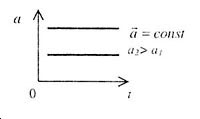 a
a⃗ = const
a₂> a₁
0
t